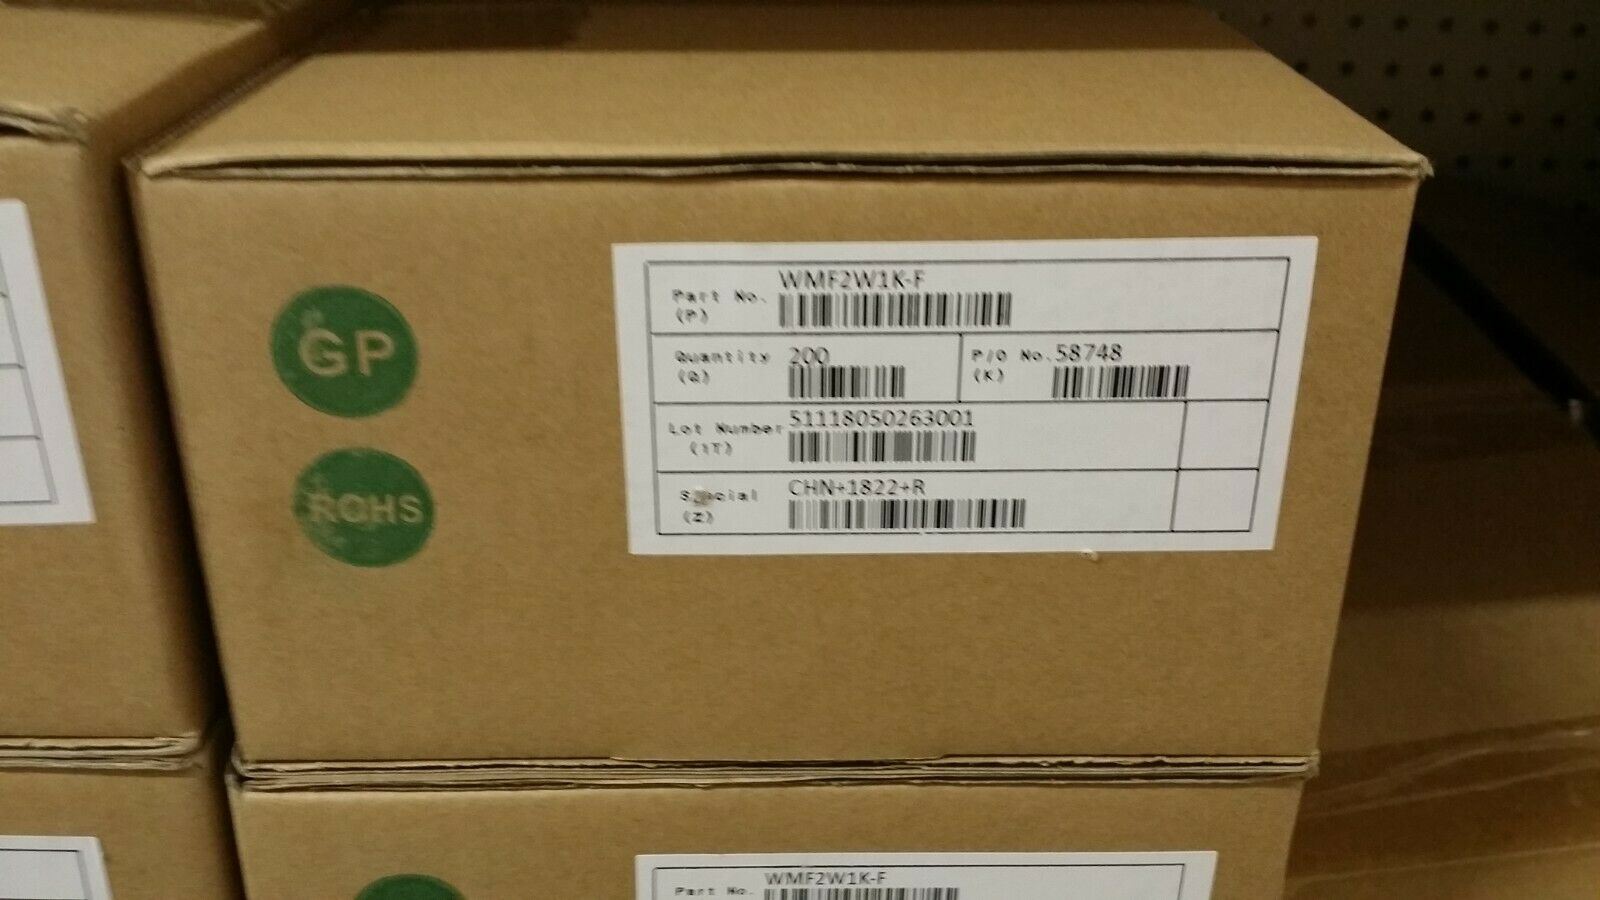 GP
ROHS
Part No. WMF2W1K-F
(P)
Quantity 200
(Q)
P/O No. 58748
(K)
Lot Number 51118050263001
(1T)
Special CHN+1822+R
(Z)
Part No. WMF2W1K-F